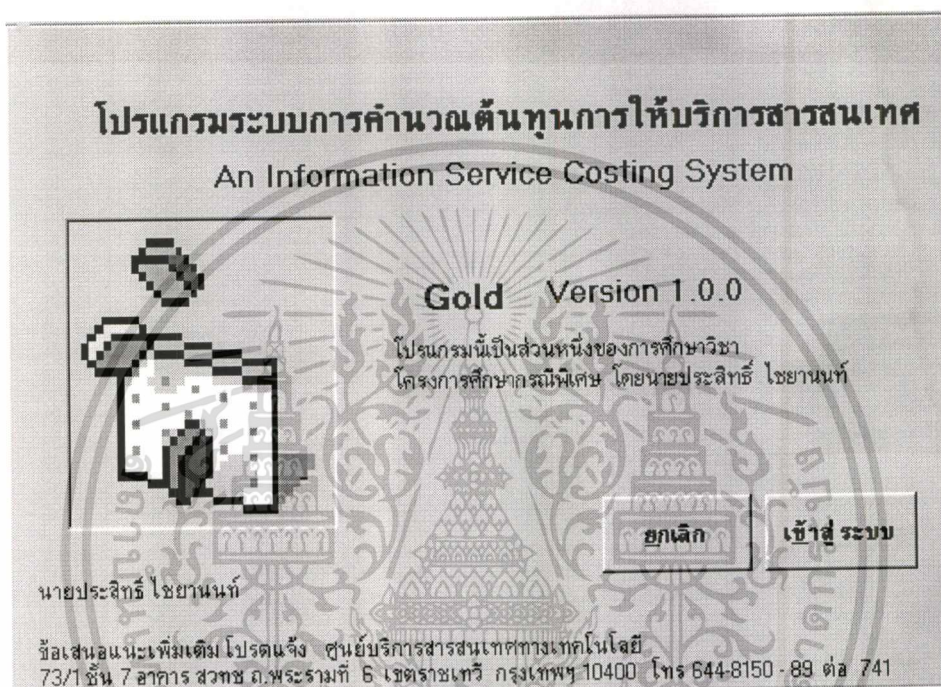 โปรแกรมระบบการคำนวณต้นทุนการให้บริการสารสนเทศ
An Information Service Costing System
Gold Version 1.0.0
โปรแกรมนี้เป็นส่วนหนึ่งของการศึกษาวิชา
โครงการศึกษากรณีพิเศษ โดยนายประสิทธิ์ ไชยานนท์
ยกเลิก เข้าสู่ ระบบ
นายประสิทธิ์ ไชยานนท์
ข้อเสนอแนะเพิ่มเติม โปรดแจ้ง ศูนย์บริการสารสนเทศทางเทคโนโลยี
73/1 ชั้น 7 อาคาร สวทช ถ.พระรามที่ 6 เขตราชเทวี กรุงเทพฯ 10400 โทร 644-8150 - 89 ต่อ 741